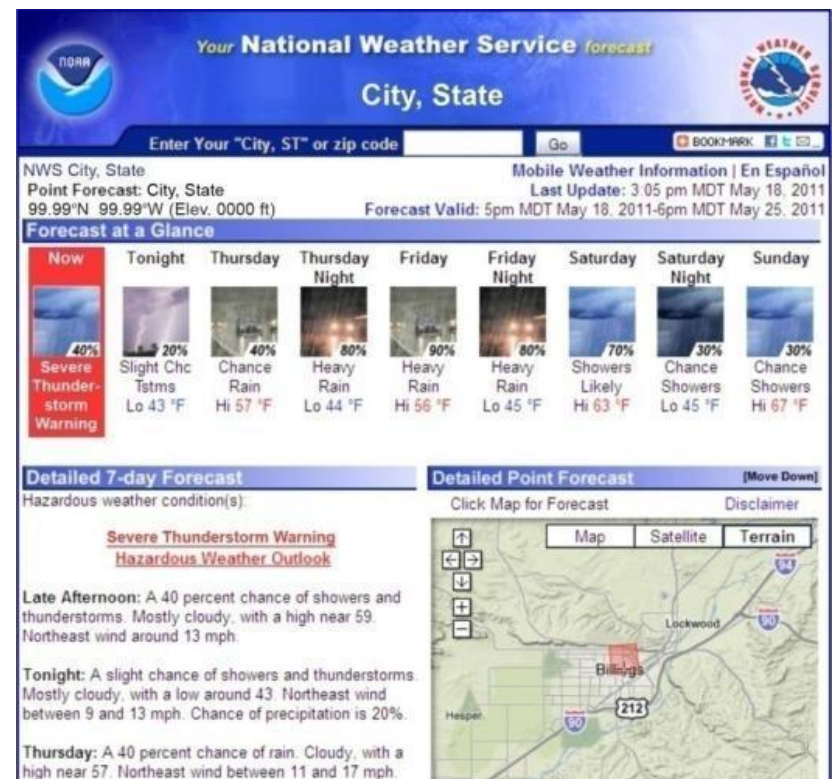 NOAA
Your National Weather Service forecast
City, State
NATIONAL WEATHER SERVICE
Enter Your "City, ST" or zip code
Go
BOOKMARK
NWS City, State
Mobile Weather Information | En Español
Point Forecast: City, State
Last Update: 3:05 pm MDT May 18, 2011
99.99°N 99.99°W (Elev. 0000 ft)
Forecast Valid: 5pm MDT May 18, 2011-6pm MDT May 25, 2011
Forecast at a Glance
Now
40%
Severe
Thunder-
storm
Warning
Tonight
20%
Slight Chc
Tstms
Lo 43 °F
Thursday
40%
Chance
Rain
Hi 57 °F
Thursday
Night
80%
Heavy
Rain
Lo 44 °F
Friday
90%
Heavy
Rain
Hi 56 °F
Friday
Night
80%
Heavy
Rain
Lo 45 °F
Saturday
70%
Showers
Likely
Hi 63 °F
Saturday
Night
30%
Chance
Showers
Lo 45 °F
Sunday
30%
Chance
Showers
Hi 67 °F
Detailed 7-day Forecast
Hazardous weather condition(s):
Severe Thunderstorm Warning
Hazardous Weather Outlook
Late Afternoon: A 40 percent chance of showers and
thunderstorms. Mostly cloudy, with a high near 59.
Northeast wind around 13 mph.
Tonight: A slight chance of showers and thunderstorms.
Mostly cloudy, with a low around 43. Northeast wind
between 9 and 13 mph. Chance of precipitation is 20%.
Thursday: A 40 percent chance of rain. Cloudy, with a
high near 57. Northeast wind between 11 and 17 mph.
Detailed Point Forecast
[Move Down]
Click Map for Forecast
Disclaimer
Map
Satellite
Terrain
94
90
Lockwood
Billings
212
Hesper
90